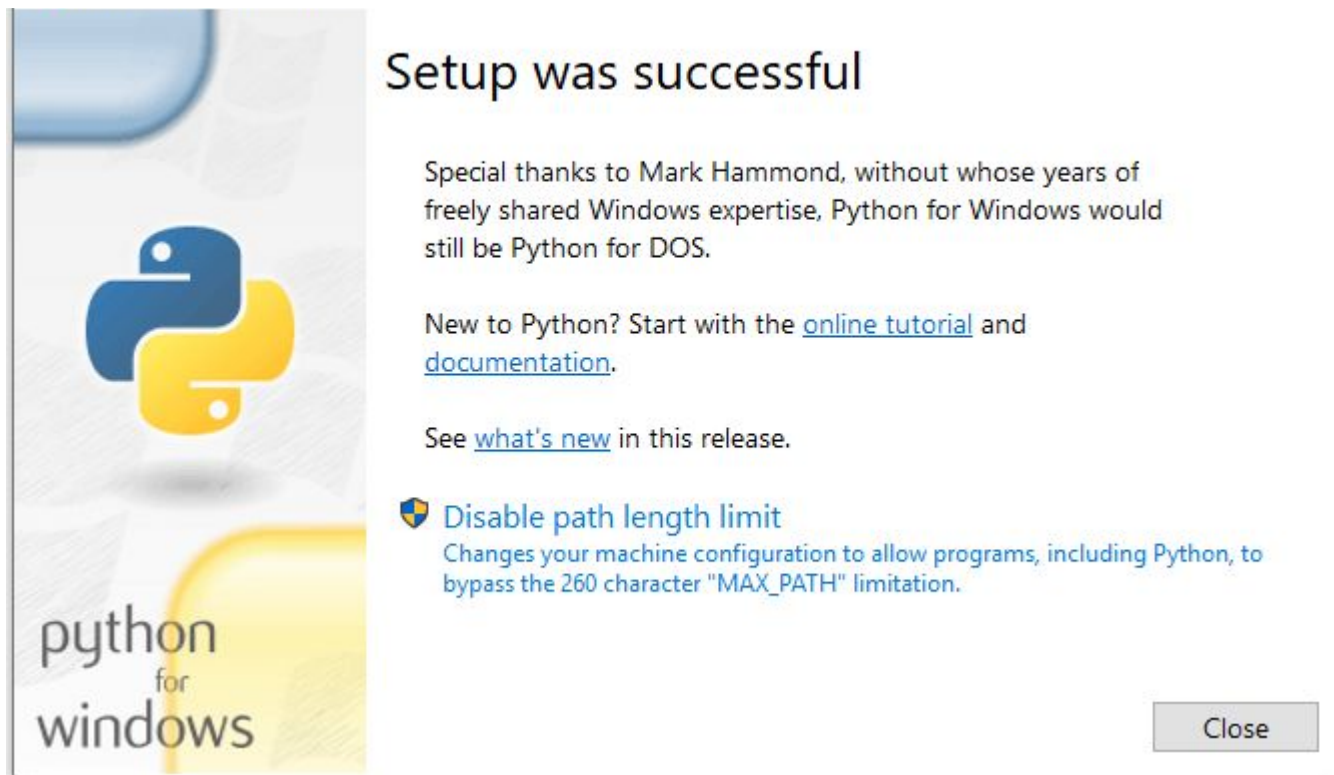 Setup was successful
Special thanks to Mark Hammond, without whose years of
freely shared Windows expertise, Python for Windows would
still be Python for DOS.
New to Python? Start with the online tutorial and
documentation.
See what's new in this release.
Disable path length limit
Changes your machine configuration to allow programs, including Python, to
bypass the 260 character "MAX_PATH" limitation.
python
for
windows
Close